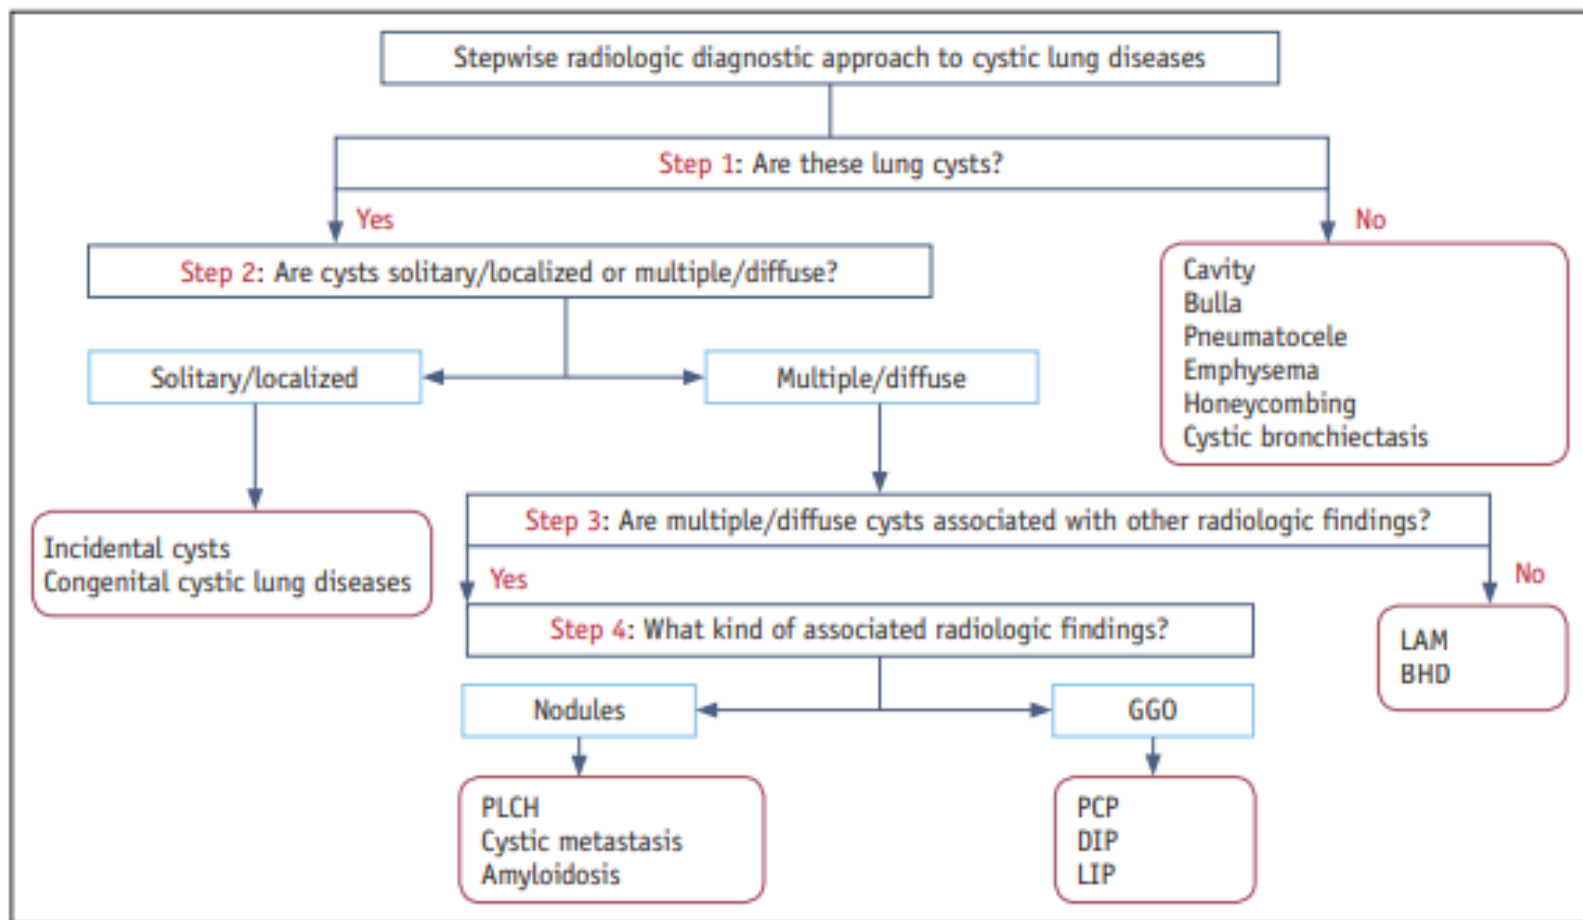 Stepwise radiologic diagnostic approach to cystic lung diseases
Step 1: Are these lung cysts?
Yes
No
Step 2: Are cysts solitary/localized or multiple/diffuse?
Cavity
Bulla
Pneumatocele
Emphysema
Honeycombing
Cystic bronchiectasis
Solitary/localized
Multiple/diffuse
Incidental cysts
Congenital cystic lung diseases
Step 3: Are multiple/diffuse cysts associated with other radiologic findings?
Yes
No
Step 4: What kind of associated radiologic findings?
LAM
BHD
Nodules
GGO
PLCH
Cystic metastasis
Amyloidosis
PCP
DIP
LIP